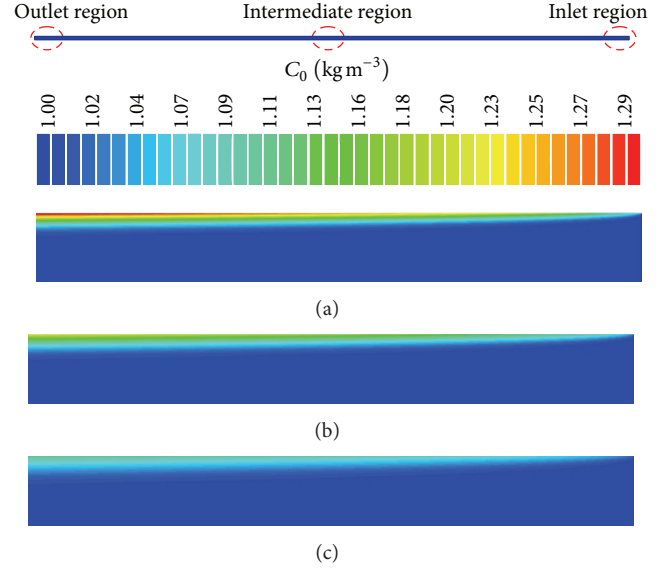 Outlet region Intermediate region Inlet region
C₀ (kg m⁻³)
1.00 1.02 1.04 1.07 1.09 1.11 1.13 1.16 1.18 1.20 1.23 1.25 1.27 1.29
(a)
(b)
(c)